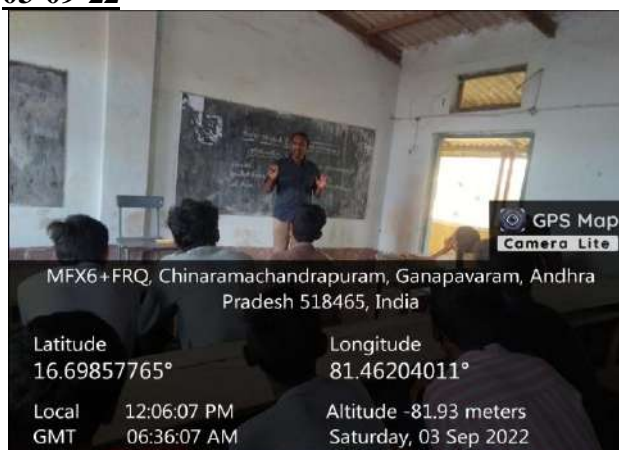 03-09-22
GPS Map
Camera Lite
MFX6+FRQ, Chinaramachandrapuram, Ganapavaram, Andhra
Pradesh 518465, India
Latitude
16.69857765°
Longitude
81.46204011°
Local 12:06:07 PM
GMT 06:36:07 AM
Altitude -81.93 meters
Saturday, 03 Sep 2022